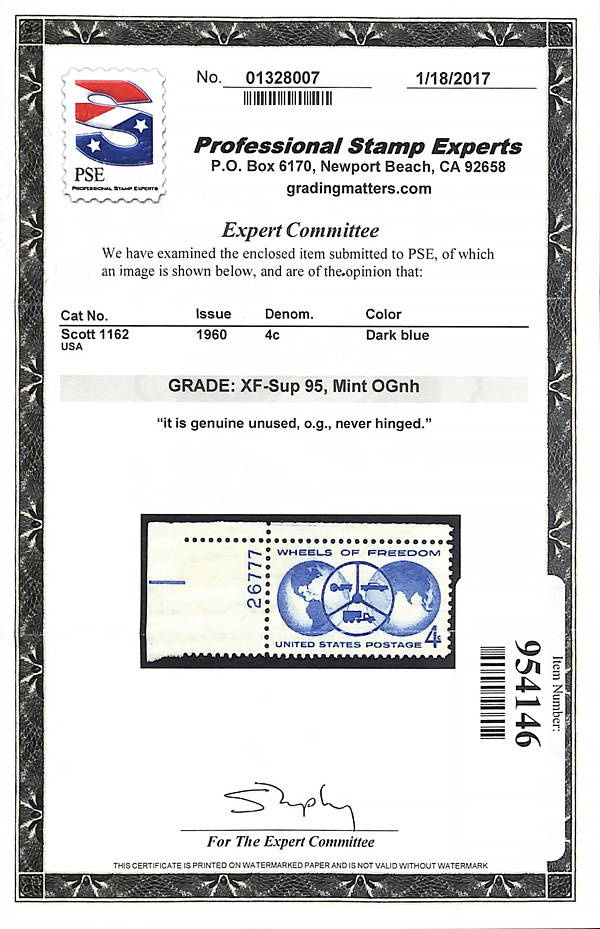 No. 01328007
1/18/2017
PSE
PROFESSIONAL STAMP EXPERTS
Professional Stamp Experts
P.O. Box 6170, Newport Beach, CA 92658
gradingmatters.com
Expert Committee
We have examined the enclosed item submitted to PSE, of which
an image is shown below, and are of the opinion that:
Cat No. Issue Denom. Color
Scott 1162 1960 4c Dark blue
USA
GRADE: XF-Sup 95, Mint OGnh
“it is genuine unused, o.g., never hinged.”
26777
WHEELS OF FREEDOM
4c
UNITED STATES POSTAGE
Item Number:
954146
For The Expert Committee
THIS CERTIFICATE IS PRINTED ON WATERMARKED PAPER AND IS NOT VALID WITHOUT WATERMARK